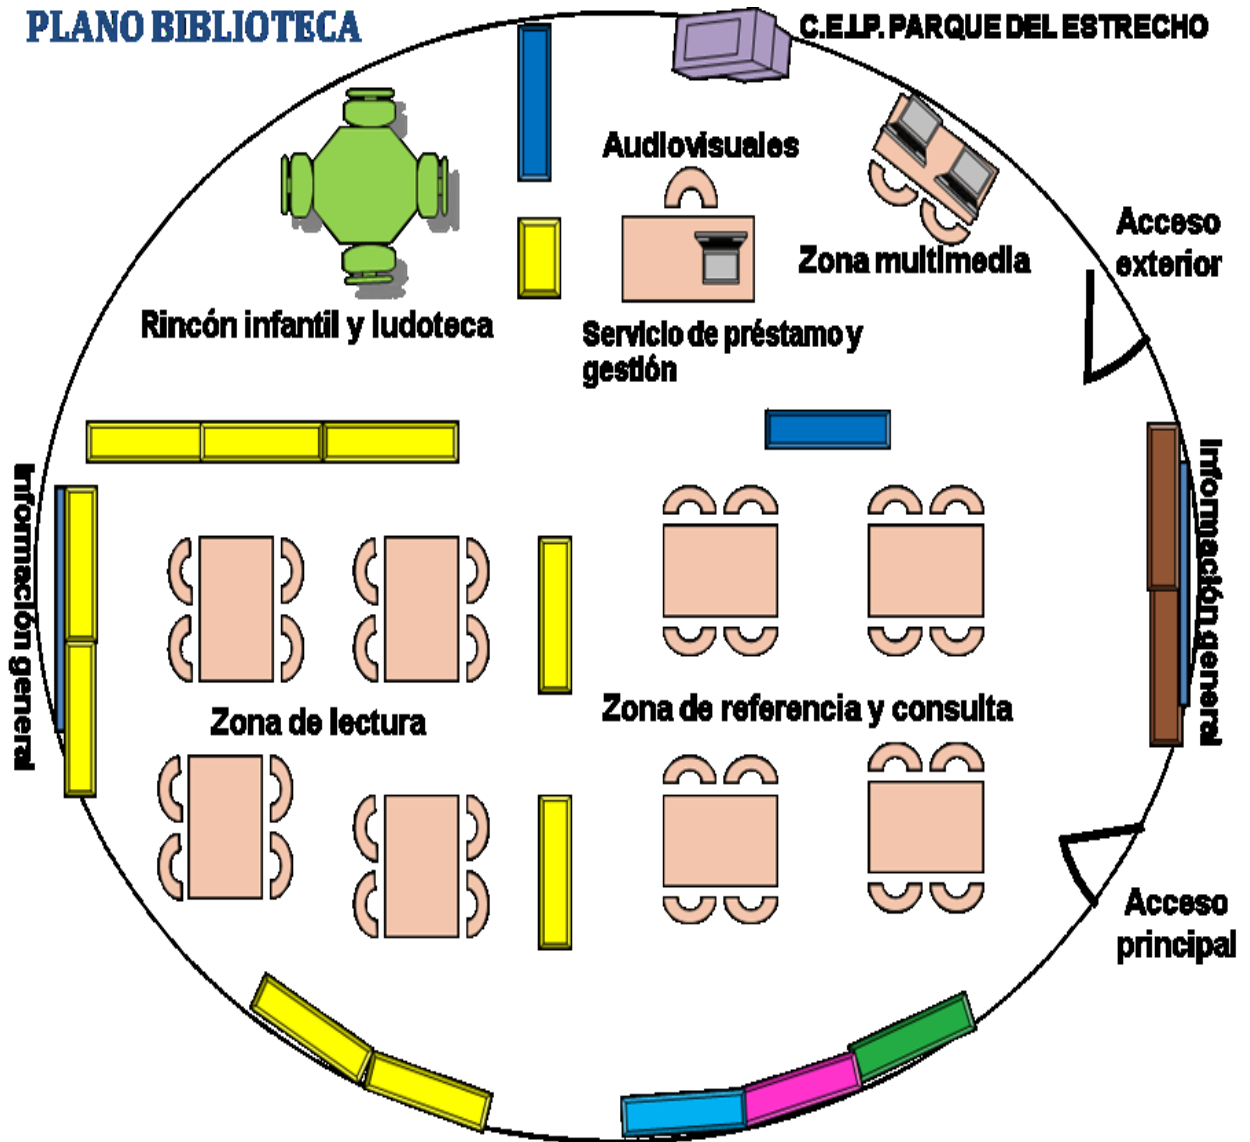 PLANO BIBLIOTECA
C.E.I.P. PARQUE DEL ESTRECHO
Audiovisuales
Acceso
exterior
Zona multimedia
Rincón infantil y ludoteca
Servicio de préstamo y
gestión
Información general
Información general
Zona de lectura
Zona de referencia y consulta
Acceso
principal